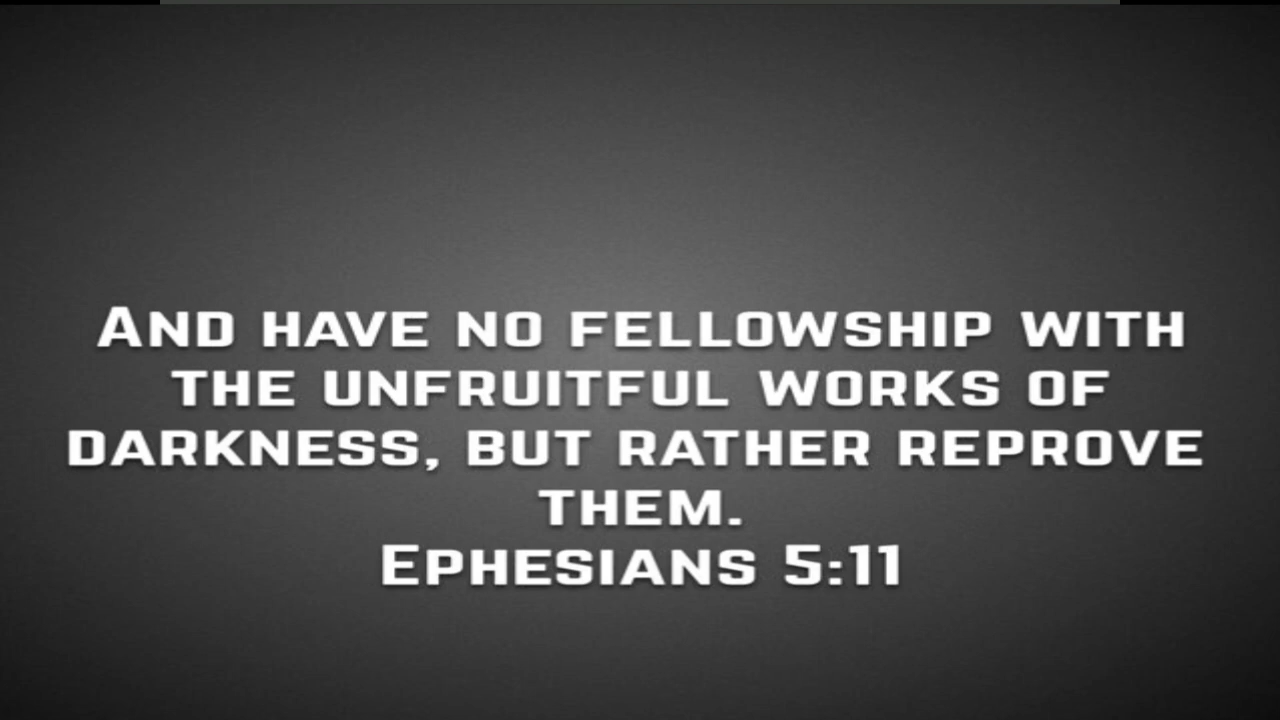 And have no fellowship with
the unfruitful works of
darkness, but rather reprove
them.
Ephesians 5:11